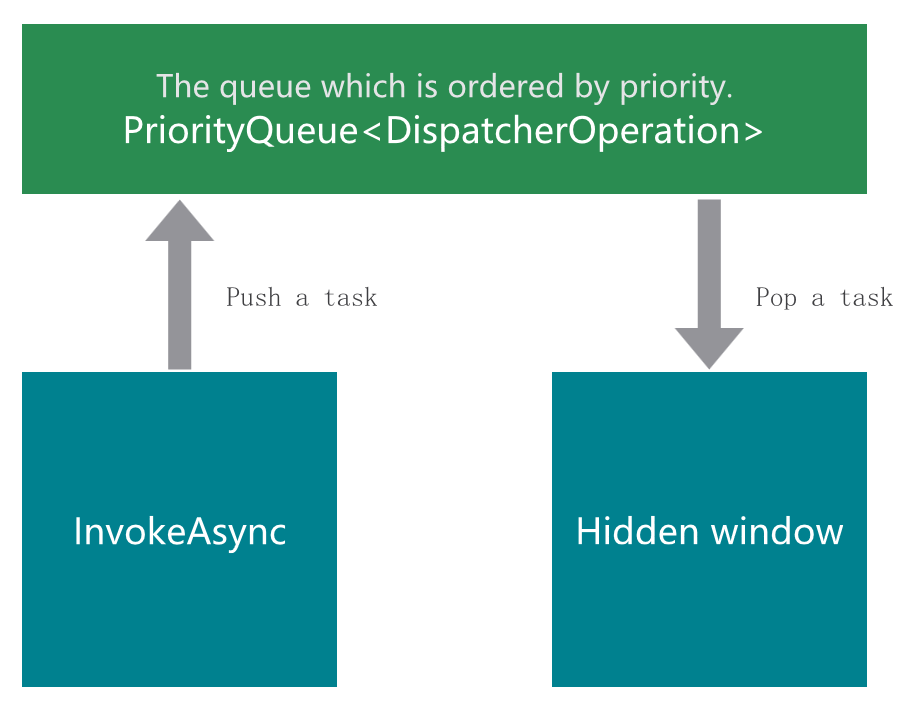 The queue which is ordered by priority.
PriorityQueue<DispatcherOperation>
Push a task
Pop a task
InvokeAsync
Hidden window